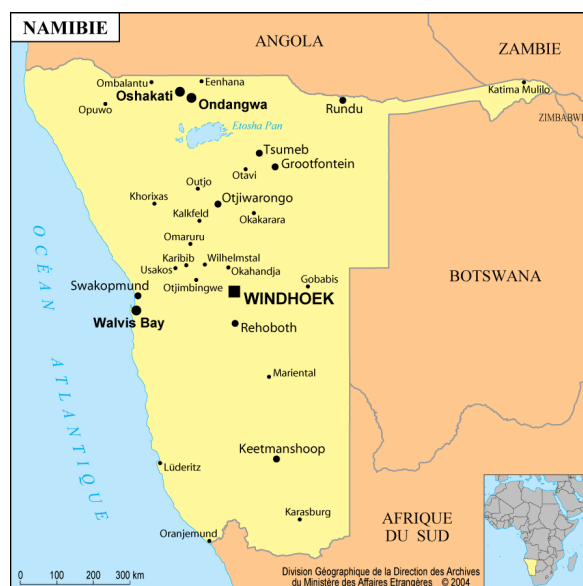 NAMIBIE
ANGOLA
ZAMBIE
Ombalantu
Eenhana
Katima Mulilo
Oshakati
Ondangwa
Opuwo
Rundu
ZIMBABWE
Etosha Pan
Tsumeb
Grootfontein
Otavi
Outjo
Khorixas
Otjiwarongo
Kalkfeld
Okakarara
Omaruru
Karibib
Wilhelmstal
Usakos
Okahandja
Otjimbingwe
Gobabis
BOTSWANA
Swakopmund
WINDHOEK
Walvis Bay
Rehoboth
OCÉAN ATLANTIQUE
Mariental
Keetmanshoop
Lüderitz
Karasburg
Oranjemund
AFRIQUE
DU SUD
0 100 200 300 km
Division Géographique de la Direction des Archives
du Ministère des Affaires Etrangères © 2004